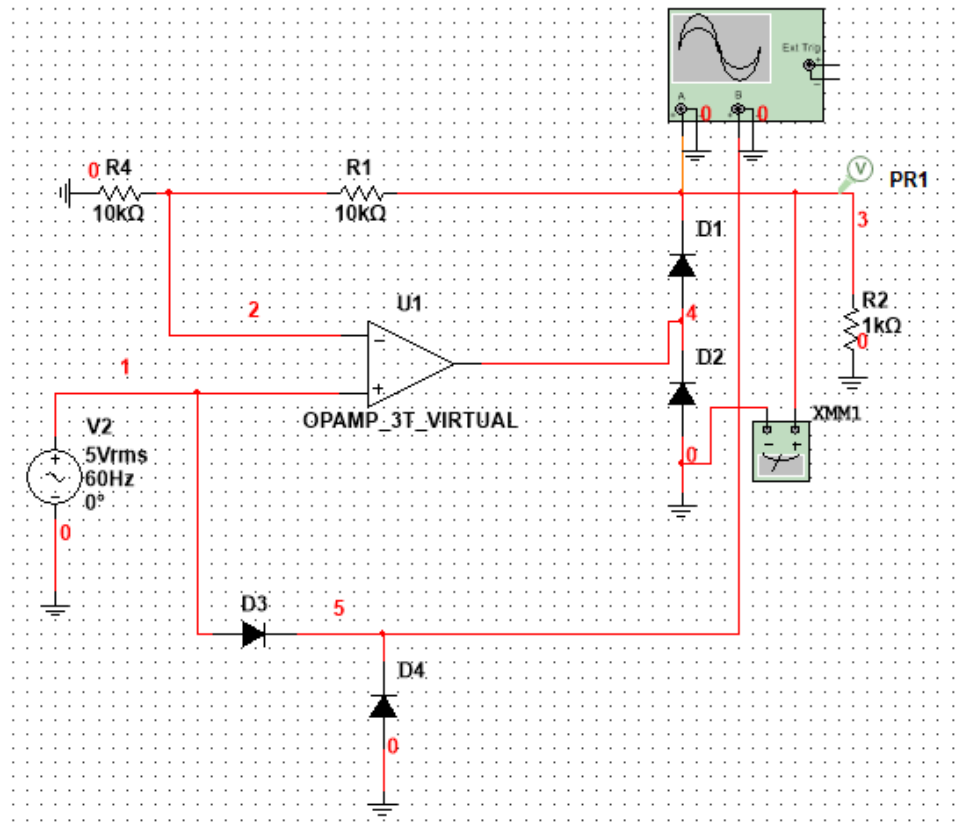 Ext Trig
+
−
A
B
+
−
+
−
0
0
0
R4
10kΩ
R1
10kΩ
V
PR1
3
D1
R2
1kΩ
0
U1
2
4
1
−
+
OPAMP_3T_VIRTUAL
D2
XMM1
−
+
V2
5Vrms
60Hz
0°
+
−
0
0
D3
5
D4
0